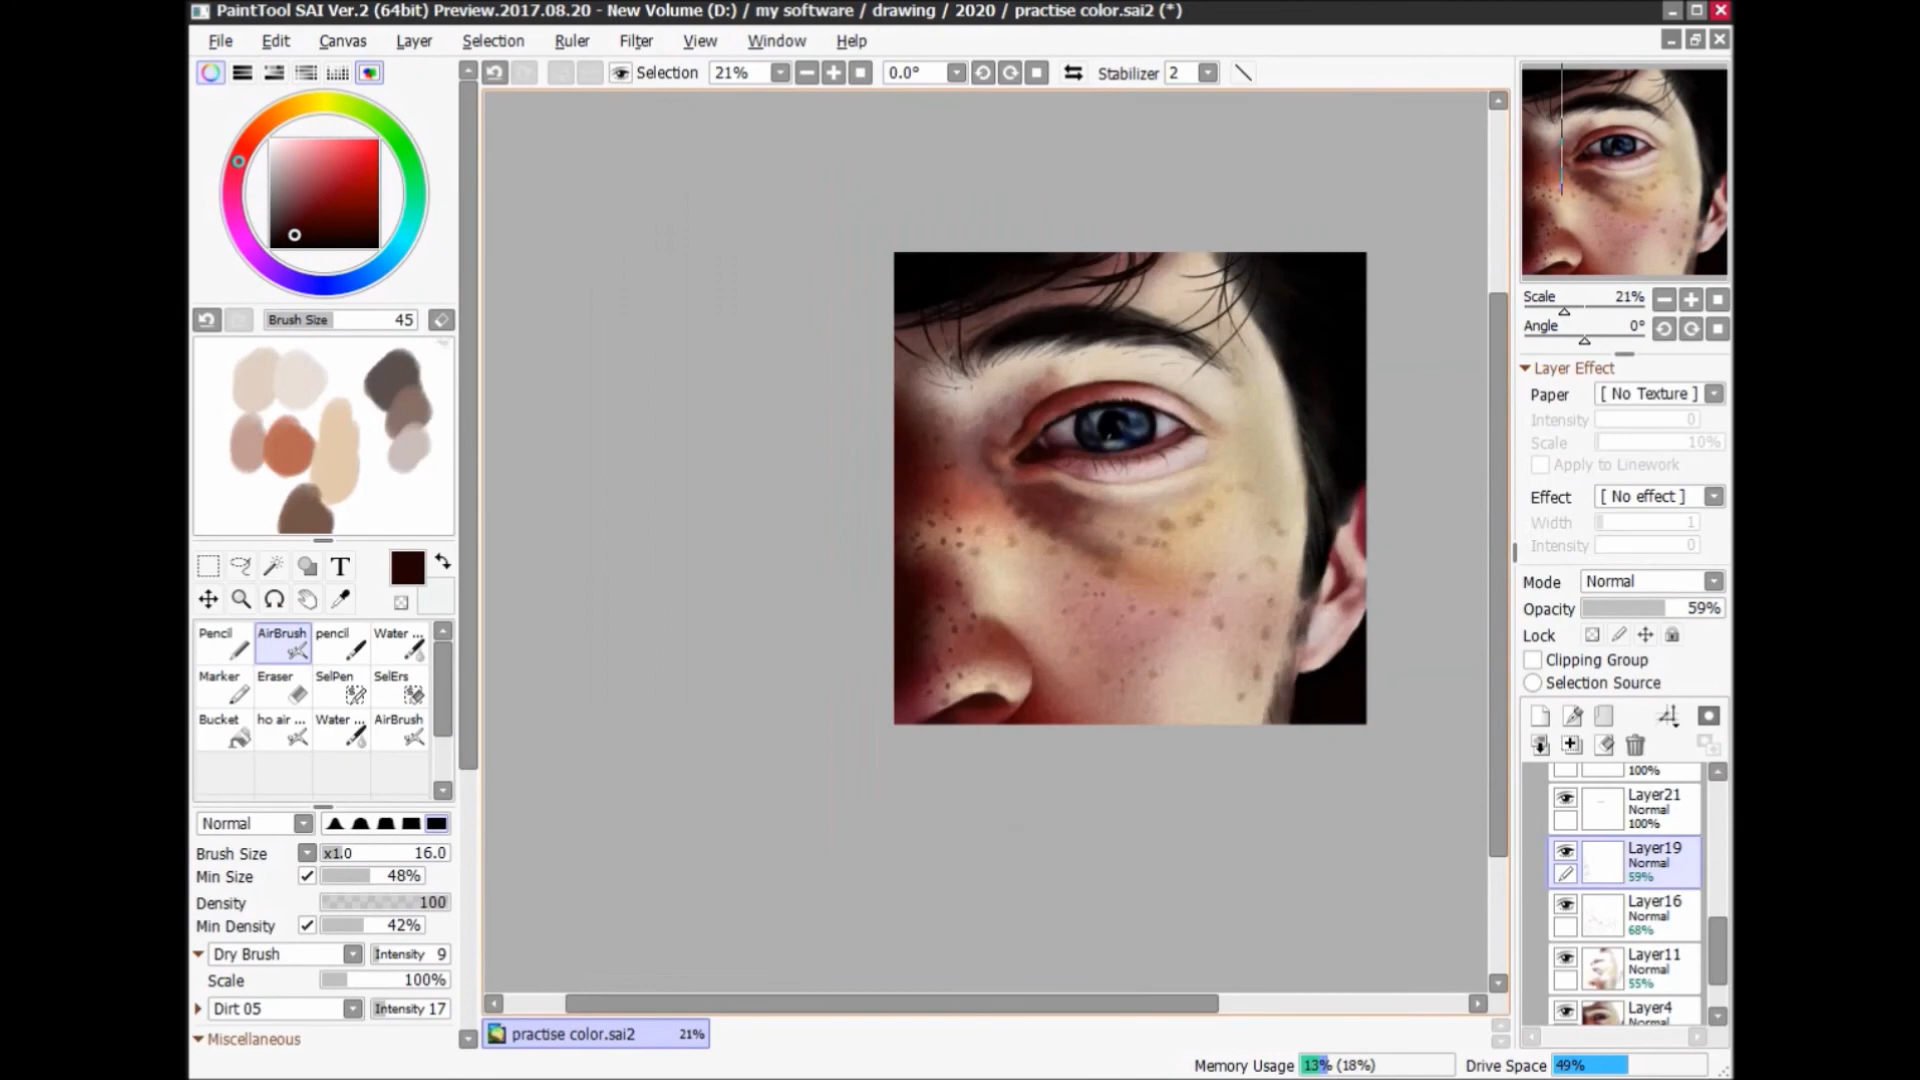 PaintTool SAI Ver.2 (64bit) Preview.2017.08.20 - New Volume (D:) / my software / drawing / 2020 / practise color.sai2 (*)
File Edit Canvas Layer Selection Ruler Filter View Window Help
Selection 21% 0.0° Stabilizer 2
Brush Size 45
Scale 21%
Angle 0°
Layer Effect
Paper [ No Texture ]
Intensity 0
Scale 10%
Apply to Linework
Effect [ No effect ]
Width 1
Intensity 0
Mode Normal
Opacity 59%
Lock
Clipping Group
Selection Source
T
Pencil AirBrush pencil Water ...
Marker Eraser SelPen SelErs
Bucket ho air ... Water ... AirBrush
Normal
Brush Size x1.0 16.0
Min Size 48%
Density 100
Min Density 42%
Dry Brush Intensity 9
Scale 100%
Dirt 05 Intensity 17
Miscellaneous
100%
Layer21
Normal
100%
Layer19
Normal
59%
Layer16
Normal
68%
Layer11
Normal
55%
Layer4
Normal
practise color.sai2 21%
Memory Usage 13% (18%) Drive Space 49%